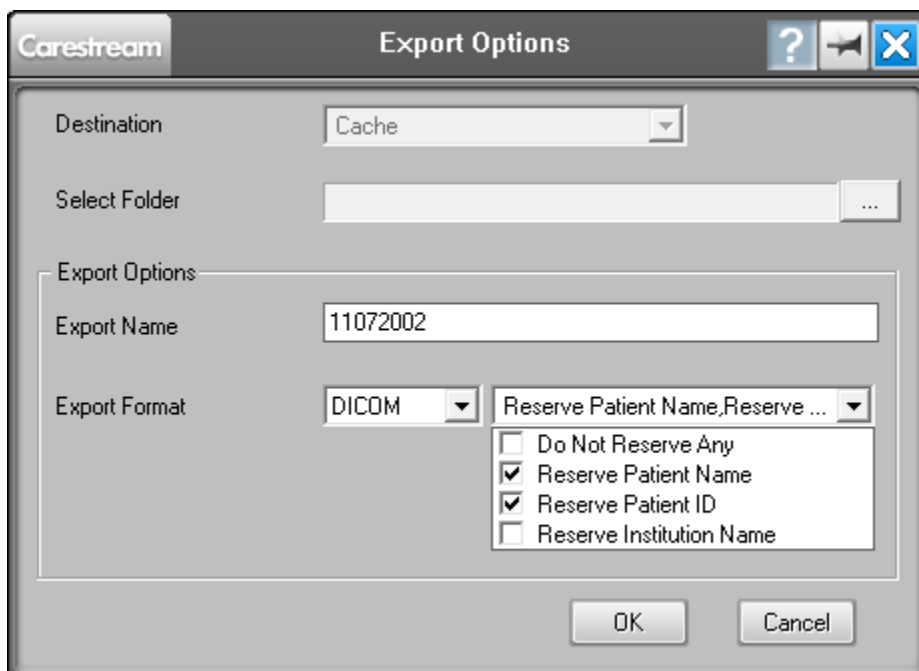 Carestream
Export Options
?
Destination
Cache
Select Folder
...
Export Options
Export Name
11072002
Export Format
DICOM
Reserve Patient Name,Reserve ...
Do Not Reserve Any
Reserve Patient Name
Reserve Patient ID
Reserve Institution Name
OK
Cancel